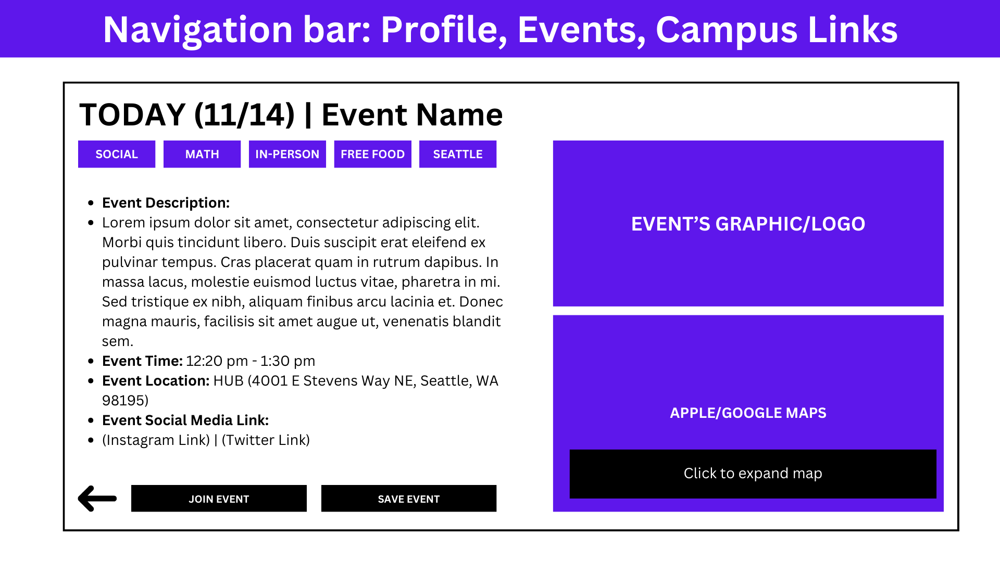 Navigation bar: Profile, Events, Campus Links
TODAY (11/14) | Event Name
SOCIAL
MATH
IN-PERSON
FREE FOOD
SEATTLE
Event Description:
Lorem ipsum dolor sit amet, consectetur adipiscing elit.
Morbi quis tincidunt libero. Duis suscipit erat eleifend ex
pulvinar tempus. Cras placerat quam in rutrum dapibus. In
massa lacus, molestie euismod luctus vitae, pharetra in mi.
Sed tristique ex nibh, aliquam finibus arcu lacinia et. Donec
magna mauris, facilisis sit amet augue ut, venenatis blandit
sem.
Event Time: 12:20 pm - 1:30 pm
Event Location: HUB (4001 E Stevens Way NE, Seattle, WA
98195)
Event Social Media Link:
(Instagram Link) | (Twitter Link)
JOIN EVENT
SAVE EVENT
EVENT’S GRAPHIC/LOGO
APPLE/GOOGLE MAPS
Click to expand map